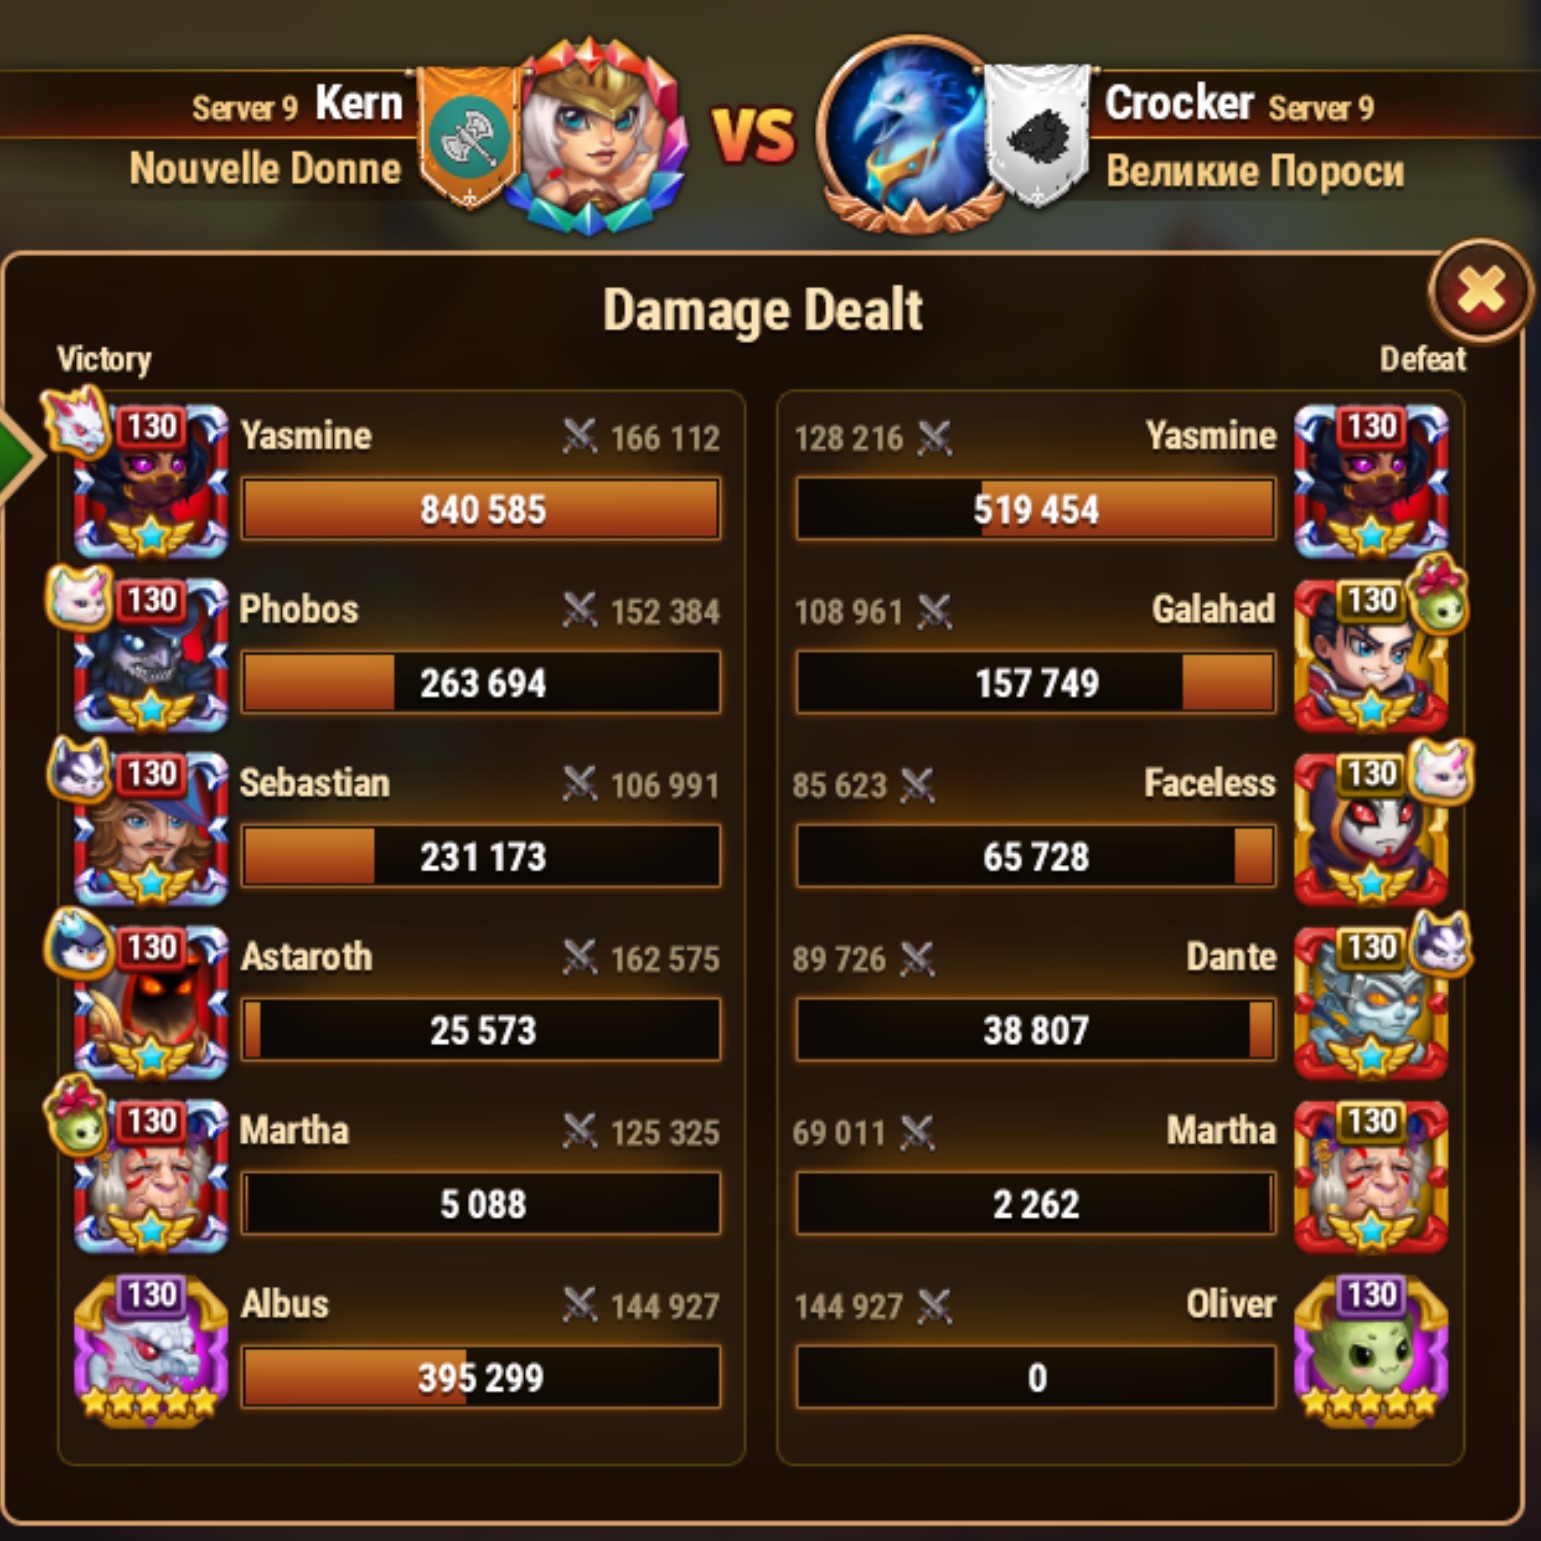 Server 9 Kern
Nouvelle Donne
VS
Crocker Server 9
Великие Пороси
Damage Dealt
Victory
Defeat
130 Yasmine 166 112
840 585
128 216 Yasmine 130
519 454
130 Phobos 152 384
263 694
108 961 Galahad 130
157 749
130 Sebastian 106 991
231 173
85 623 Faceless 130
65 728
130 Astaroth 162 575
25 573
89 726 Dante 130
38 807
130 Martha 125 325
5 088
69 011 Martha 130
2 262
130 Albus 144 927
395 299
144 927 Oliver 130
0